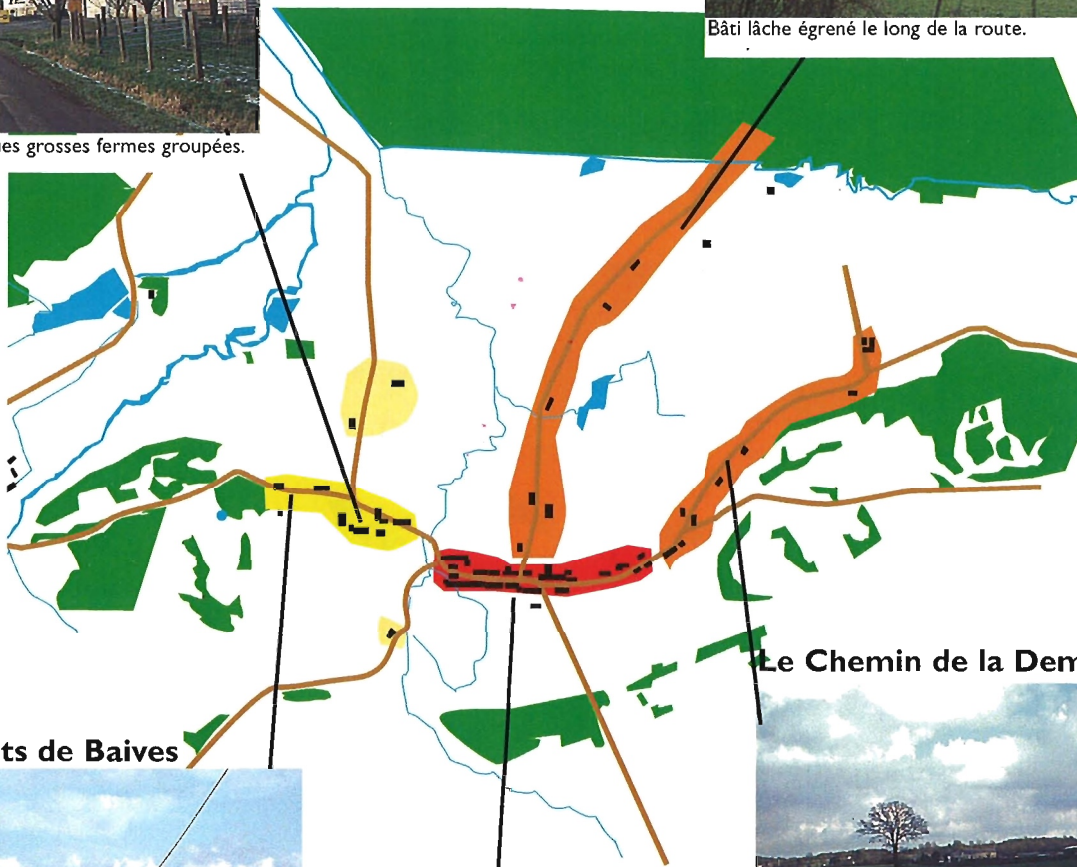 Bâti lâche égrené le long de la route.
es grosses fermes groupées.
Le Chemin de la Dem
ts de Baives